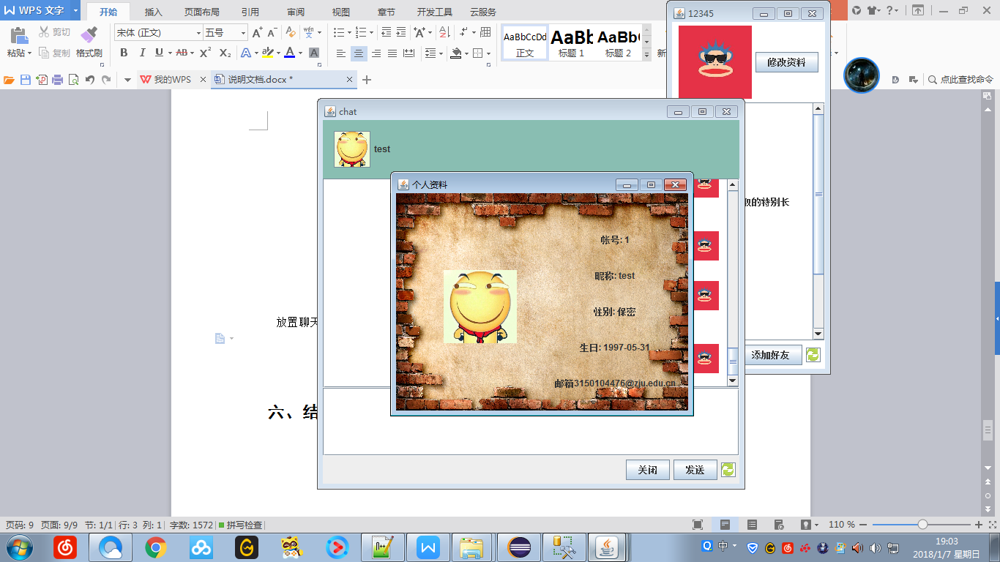 WPS 文字
开始 插入 页面布局 引用 审阅 视图 章节 开发工具 云服务
粘贴 剪切 复制 格式刷
宋体 (正文) 五号
B I U AB X² X₂ A
AaBbCcDd 正文
AaBb 标题 1
AaBb 标题 2
新
我的WPS 说明文档.docx *
点此查找命令
12345
修改资料
取的特别长
添加好友
chat
test
个人资料
帐号: 1
昵称: test
性别: 保密
生日: 1997-05-31
邮箱3150104476@zju.edu.cn
放置聊天
六、结
关闭 发送
页码: 9 页面: 9/9 节: 1/1 行: 3 列: 1 字数: 1572 拼写检查 110 %
中 19:03
2018/1/7 星期日